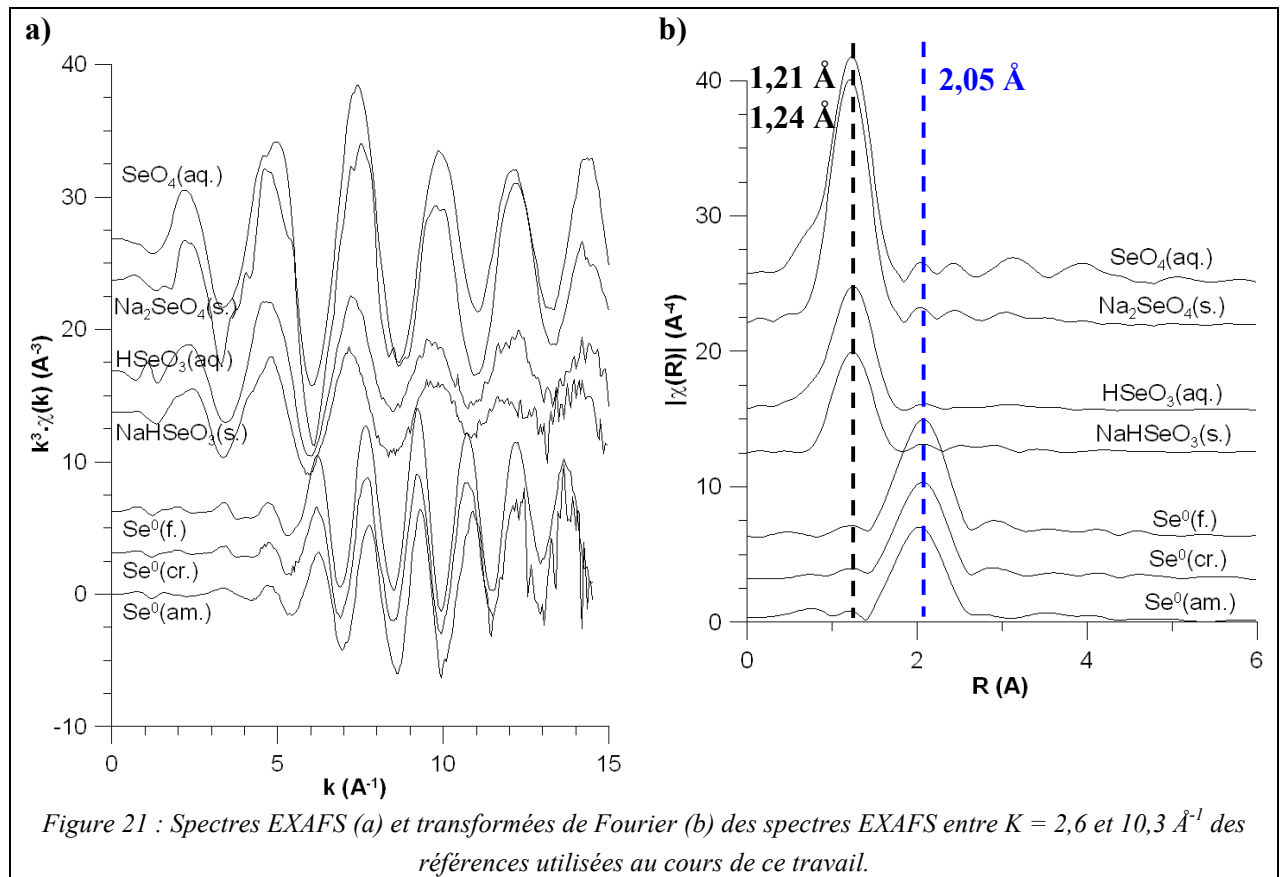 a)
40
30
20
10
0
-10
k³.χ(k) (A⁻³)
SeO₄(aq.)
Na₂SeO₄(s.)
HSeO₃(aq.)
NaHSeO₃(s.)
Se⁰(f.)
Se⁰(cr.)
Se⁰(am.)
0
5
10
15
k (A⁻¹)
b)
1,21 Å
1,24 Å
2,05 Å
40
30
20
10
0
|χ(R)| (A⁻⁴)
SeO₄(aq.)
Na₂SeO₄(s.)
HSeO₃(aq.)
NaHSeO₃(s.)
Se⁰(f.)
Se⁰(cr.)
Se⁰(am.)
0
2
4
6
R (A)
Figure 21 : Spectres EXAFS (a) et transformées de Fourier (b) des spectres EXAFS entre K = 2,6 et 10,3 Å⁻¹ des
références utilisées au cours de ce travail.